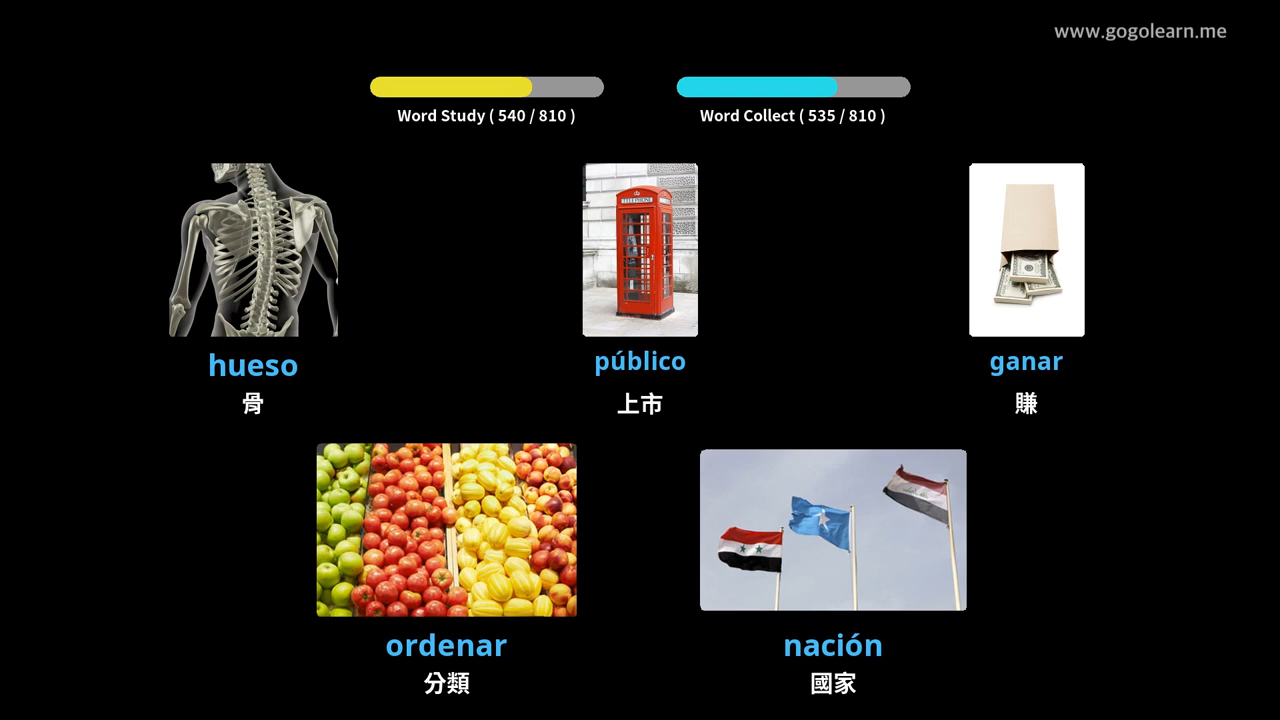 www.gogolearn.me
Word Study ( 540 / 810 )
Word Collect ( 535 / 810 )
TELEPHONE
hueso
骨
público
上市
ganar
賺
ordenar
分類
nación
國家